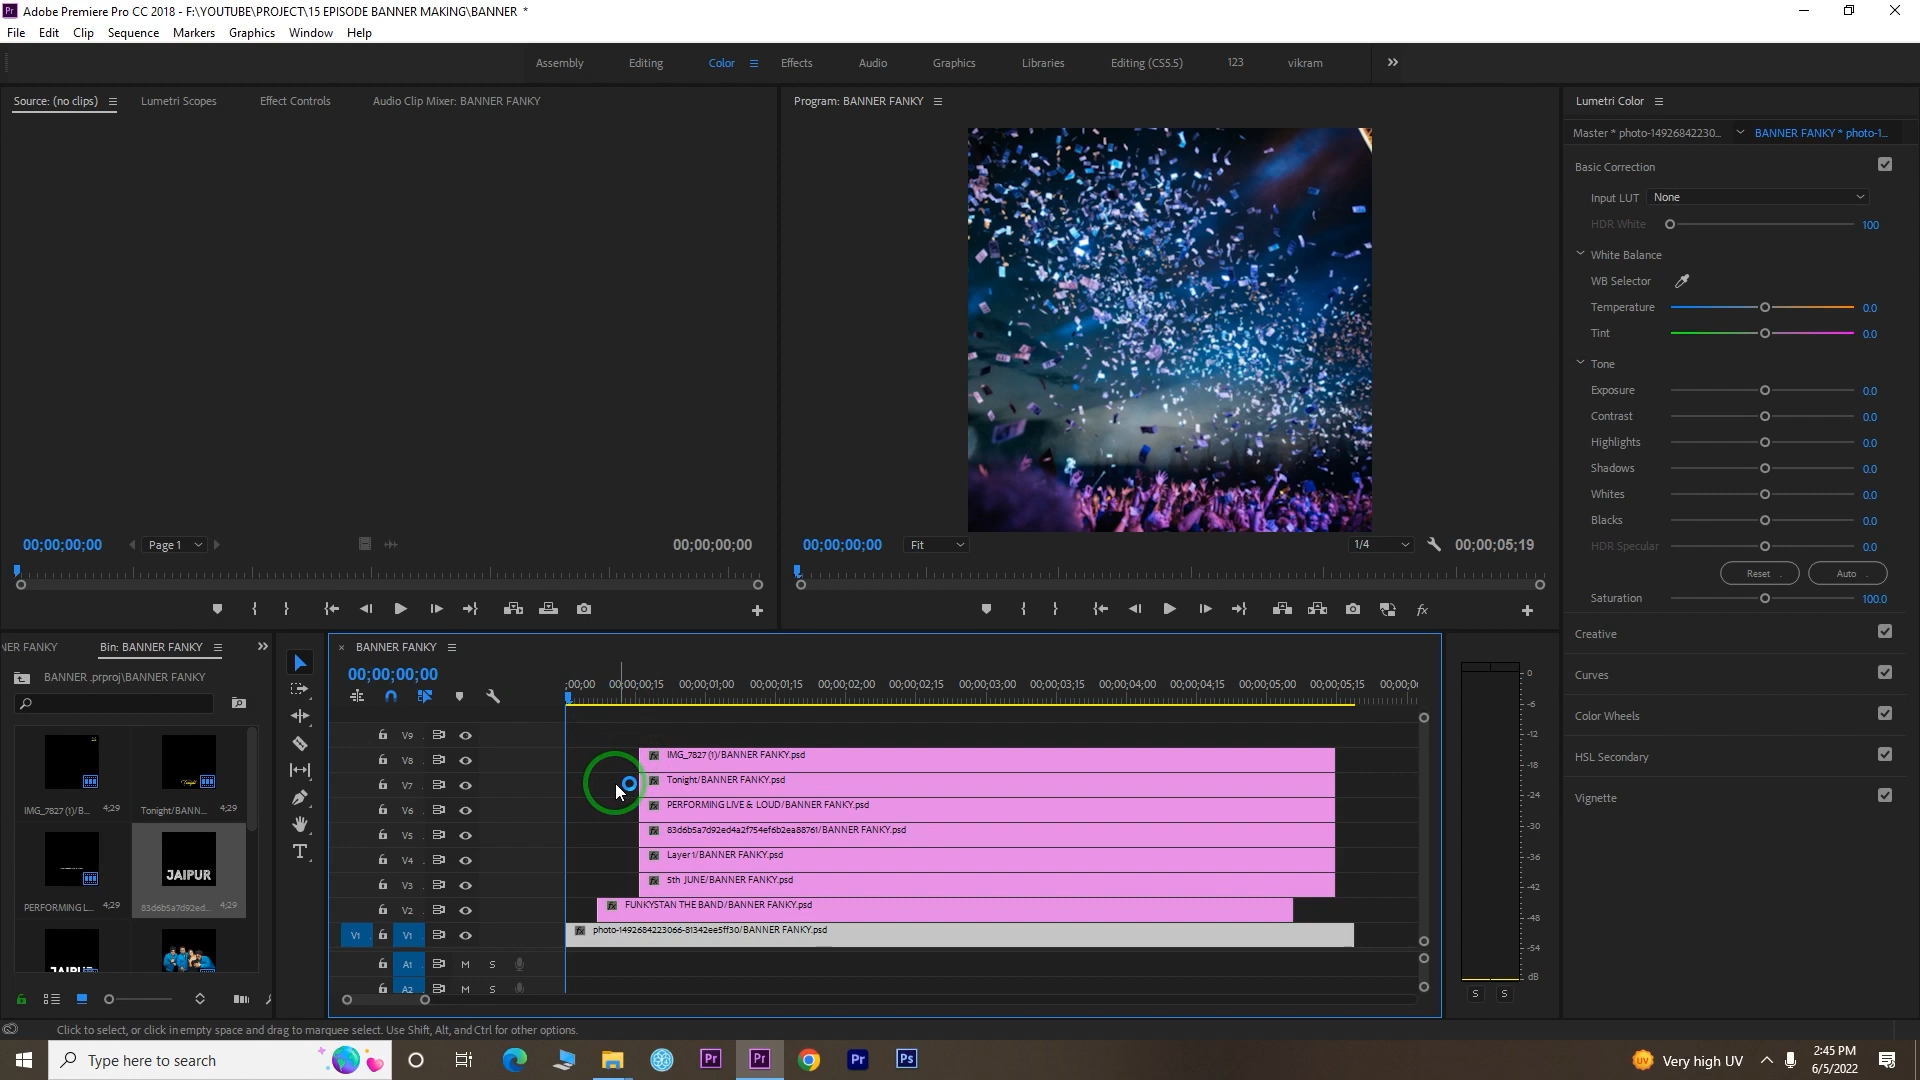 Adobe Premiere Pro CC 2018 - F:\YOUTUBE\PROJECT\15 EPISODE BANNER MAKING\BANNER *
File Edit Clip Sequence Markers Graphics Window Help
Assembly Editing Color Effects Audio Graphics Libraries Editing (CS5.5) 123 vikram
Source: (no clips) Lumetri Scopes Effect Controls Audio Clip Mixer: BANNER FANKY
Program: BANNER FANKY
Lumetri Color
Master * photo-14926842230... BANNER FANKY * photo-1...
Basic Correction
Input LUT None
HDR White 100
White Balance
WB Selector
Temperature 0.0
Tint 0.0
Tone
Exposure 0.0
Contrast 0.0
Highlights 0.0
Shadows 0.0
Whites 0.0
Blacks 0.0
HDR Specular 0.0
Reset Auto
Saturation 100.0
Creative
Curves
Color Wheels
HSL Secondary
Vignette
00;00;00;00 Page 1 00;00;00;00
00;00;00;00 Fit 1/4 00;00;05;19
NER FANKY Bin: BANNER FANKY
BANNER .prproj\BANNER FANKY
IMG_7827 (1)/B... 4;29 Tonight/BANN... 4;29
JAIPUR
PERFORMING L... 4;29 83d6b5a7d92ed... 4;29
BANNER FANKY
00;00;00;00
;00;00 00;00;00;15 00;00;01;00 00;00;01;15 00;00;02;00 00;00;02;15 00;00;03;00 00;00;03;15 00;00;04;00 00;00;04;15 00;00;05;00 00;00;05;15
V9
V8 IMG_7827 (1)/BANNER FANKY.psd
V7 Tonight/BANNER FANKY.psd
V6 PERFORMING LIVE & LOUD/BANNER FANKY.psd
V5 83d6b5a7d92ed4a2f754ef6b2ea88761/BANNER FANKY.psd
V4 Layer 1/BANNER FANKY.psd
V3 5th JUNE/BANNER FANKY.psd
V2 FUNKYSTAN THE BAND/BANNER FANKY.psd
V1 V1 photo-1492684223066-81342ee5ff30/BANNER FANKY.psd
A1 M S
A2 M S
0
-6
-12
-18
-24
-30
-36
-42
-48
-54
dB
S S
Click to select, or click in empty space and drag to marquee select. Use Shift, Alt, and Ctrl for other options.
Type here to search
Very high UV
2:45 PM
6/5/2022